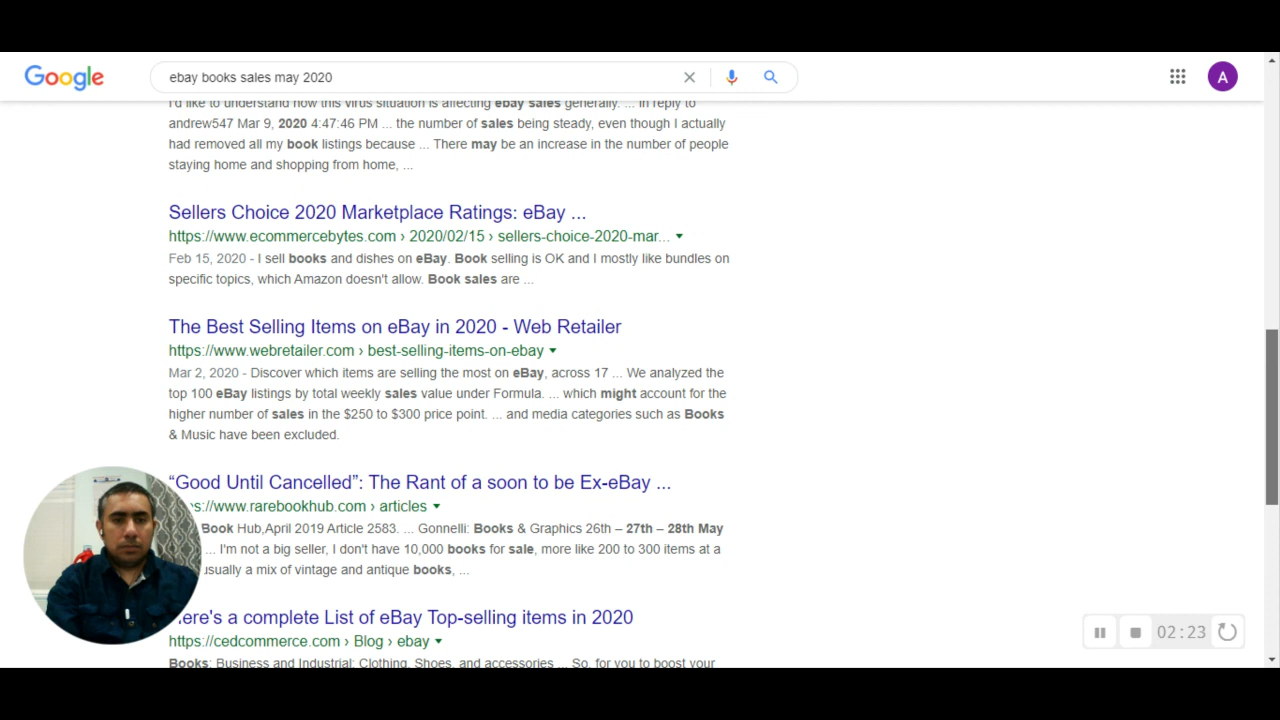 Google
ebay books sales may 2020
A
I'd like to understand how this virus situation is affecting ebay sales generally. ... In reply to
andrew547 Mar 9, 2020 4:47:46 PM ... the number of sales being steady, even though I actually
had removed all my book listings because ... There may be an increase in the number of people
staying home and shopping from home, ...
Sellers Choice 2020 Marketplace Ratings: eBay ...
https://www.ecommercebytes.com › 2020/02/15 › sellers-choice-2020-mar...
Feb 15, 2020 - I sell books and dishes on eBay. Book selling is OK and I mostly like bundles on
specific topics, which Amazon doesn't allow. Book sales are ...
The Best Selling Items on eBay in 2020 - Web Retailer
https://www.webretailer.com › best-selling-items-on-ebay
Mar 2, 2020 - Discover which items are selling the most on eBay, across 17 ... We analyzed the
top 100 eBay listings by total weekly sales value under Formula. ... which might account for the
higher number of sales in the $250 to $300 price point. ... and media categories such as Books
& Music have been excluded.
“Good Until Cancelled”: The Rant of a soon to be Ex-eBay ...
s://www.rarebookhub.com › articles
Book Hub,April 2019 Article 2583. ... Gonnelli: Books & Graphics 26th – 27th – 28th May
... I'm not a big seller, I don't have 10,000 books for sale, more like 200 to 300 items at a
usually a mix of vintage and antique books, ...
ere's a complete List of eBay Top-selling items in 2020
https://cedcommerce.com › Blog › ebay
Books; Business and Industrial; Clothing, Shoes, and accessories ... So, for you to boost your
02:23